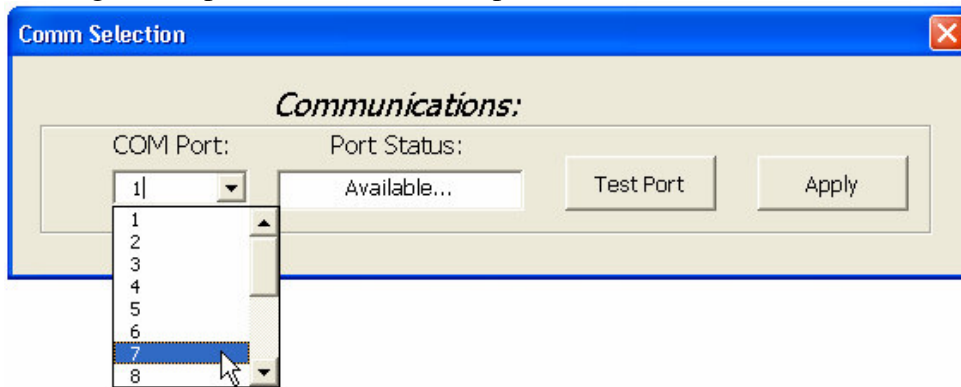 Comm Selection
Communications:
COM Port: Port Status:
1 Available... Test Port Apply
1
2
3
4
5
6
7
8